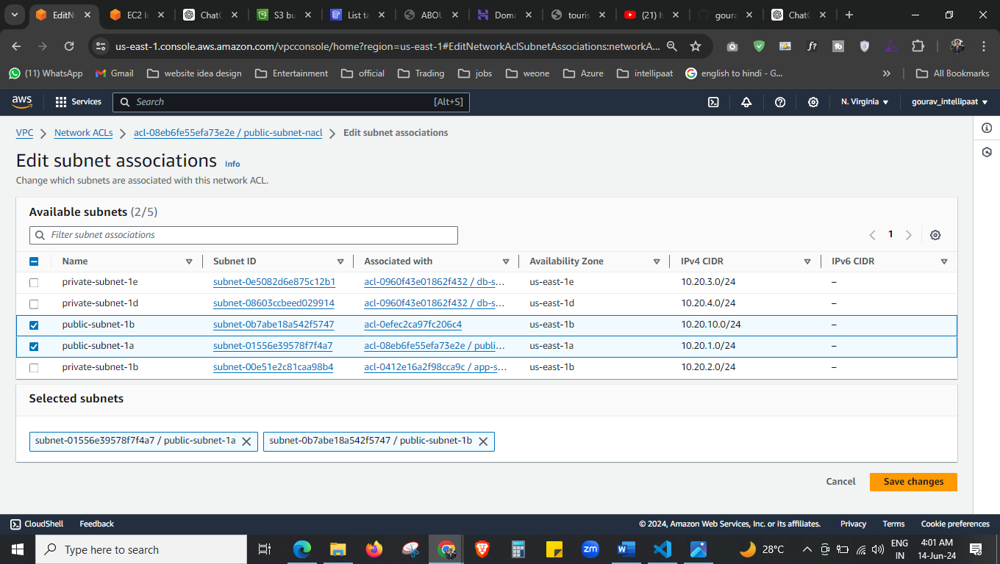 EditN
EC2 I
Chat
S3 bu
List ta
ABOU
Doma
touris
(21) h
goura
Chat
us-east-1.console.aws.amazon.com/vpcconsole/home?region=us-east-1#EditNetworkAclSubnetAssociations:networkA...
(11) WhatsApp
Gmail
website idea design
Entertainment
official
Trading
jobs
weone
Azure
intellipaat
english to hindi - G...
All Bookmarks
aws
Services
Search
[Alt+S]
N. Virginia
gourav_intellipaat
VPC
Network ACLs
acl-08eb6fe55efa73e2e / public-subnet-nacl
Edit subnet associations
Edit subnet associations Info
Change which subnets are associated with this network ACL.
Available subnets (2/5)
Filter subnet associations
1
Name Subnet ID Associated with Availability Zone IPv4 CIDR IPv6 CIDR
private-subnet-1e subnet-0e5082d6e875c12b1 acl-0960f43e01862f432 / db-s... us-east-1e 10.20.3.0/24 –
private-subnet-1d subnet-08603ccbeed029914 acl-0960f43e01862f432 / db-s... us-east-1d 10.20.4.0/24 –
public-subnet-1b subnet-0b7abe18a542f5747 acl-0efec2ca97fc206c4 us-east-1b 10.20.10.0/24 –
public-subnet-1a subnet-01556e39578f7f4a7 acl-08eb6fe55efa73e2e / publi... us-east-1a 10.20.1.0/24 –
private-subnet-1b subnet-00e51e2c81caa98b4 acl-0412e16a2f98cca9c / app-s... us-east-1b 10.20.2.0/24 –
Selected subnets
subnet-01556e39578f7f4a7 / public-subnet-1a
subnet-0b7abe18a542f5747 / public-subnet-1b
Cancel
Save changes
CloudShell
Feedback
© 2024, Amazon Web Services, Inc. or its affiliates.
Privacy
Terms
Cookie preferences
Type here to search
zm
28°C
ENG
IN
4:01 AM
14-Jun-24